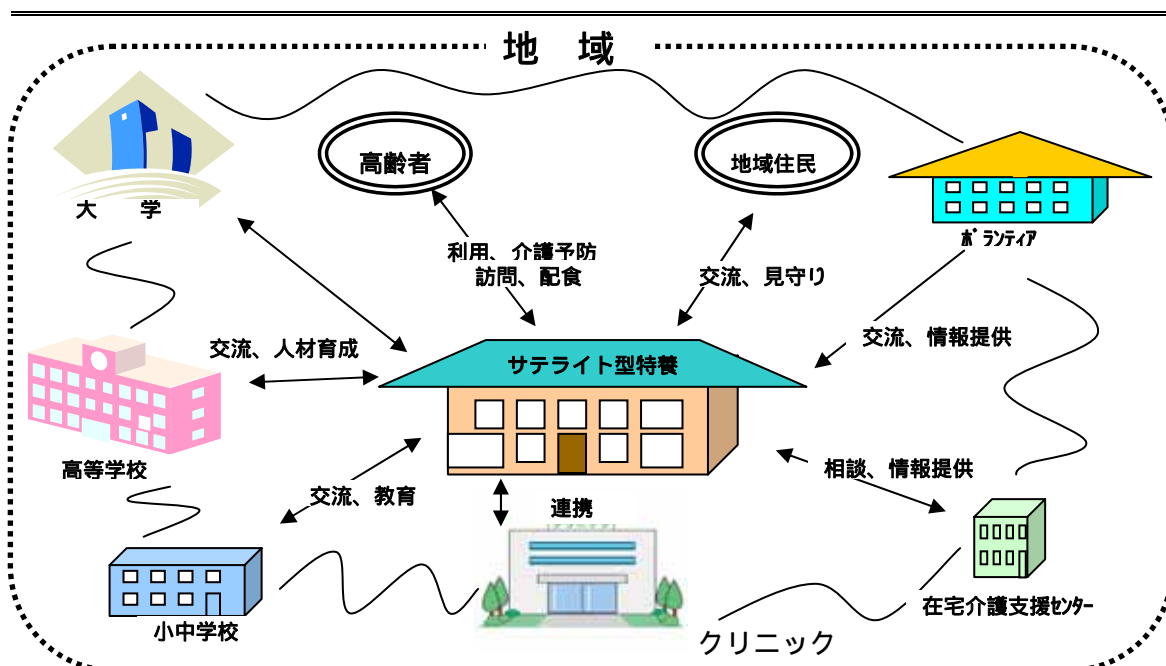 地　域
高齢者
地域住民
大　学
ﾎﾞﾗﾝﾃｨｱ
利用、介護予防
訪問、配食
交流、見守り
交流、人材育成
交流、情報提供
サテライト型特養
高等学校
交流、教育
相談、情報提供
連携
小中学校
在宅介護支援ｾﾝﾀｰ
クリニック